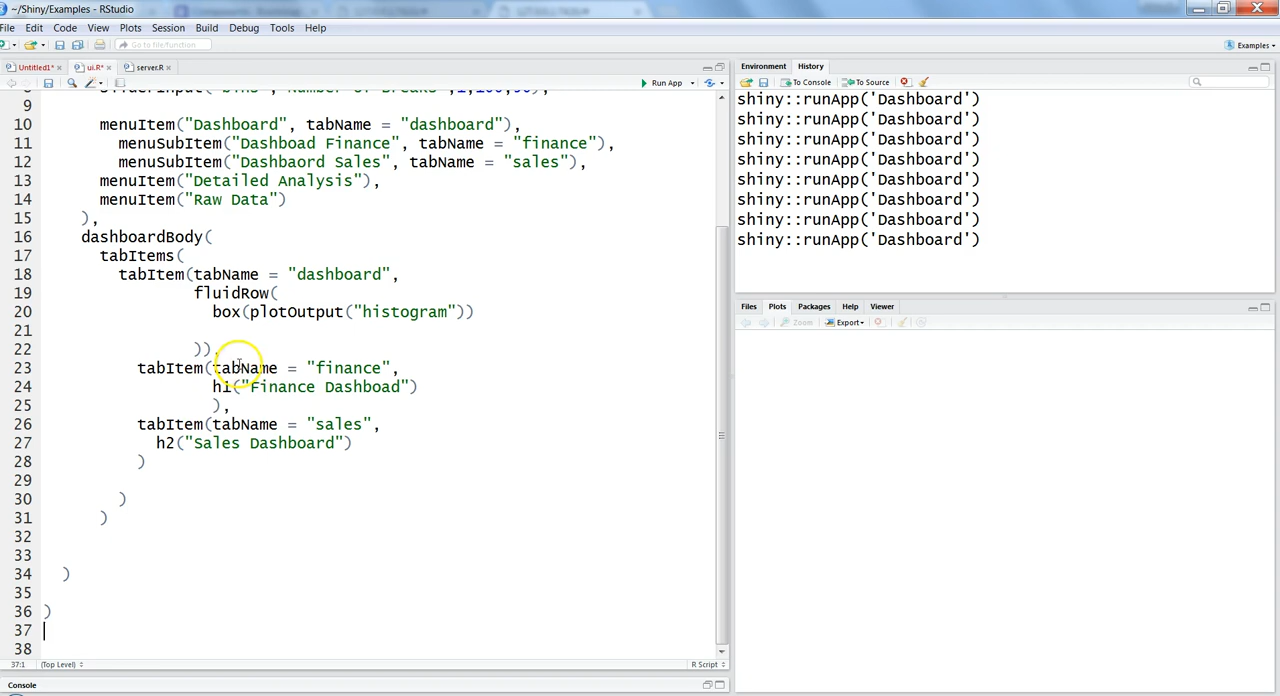 ~/Shiny/Examples - RStudio
File Edit Code View Plots Session Build Debug Tools Help
Go to file/function
Examples
Untitled1* ui.R* server.R
Run App
10 menuItem("Dashboard", tabName = "dashboard"),
11 menuSubItem("Dashboad Finance", tabName = "finance"),
12 menuSubItem("Dashbaord Sales", tabName = "sales"),
13 menuItem("Detailed Analysis"),
14 menuItem("Raw Data")
15 ),
16 dashboardBody(
17 tabItems(
18 tabItem(tabName = "dashboard",
19 fluidRow(
20 box(plotOutput("histogram"))
21
22 )),
23 tabItem(tabName = "finance",
24 h1("Finance Dashboad")
25 ),
26 tabItem(tabName = "sales",
27 h2("Sales Dashboard")
28 )
29
30 )
31 )
32
33
34 )
35
36 )
37
38
37:1 (Top Level) R Script
Console
Environment History
To Console To Source
shiny::runApp('Dashboard')
shiny::runApp('Dashboard')
shiny::runApp('Dashboard')
shiny::runApp('Dashboard')
shiny::runApp('Dashboard')
shiny::runApp('Dashboard')
shiny::runApp('Dashboard')
shiny::runApp('Dashboard')
Files Plots Packages Help Viewer
Zoom Export